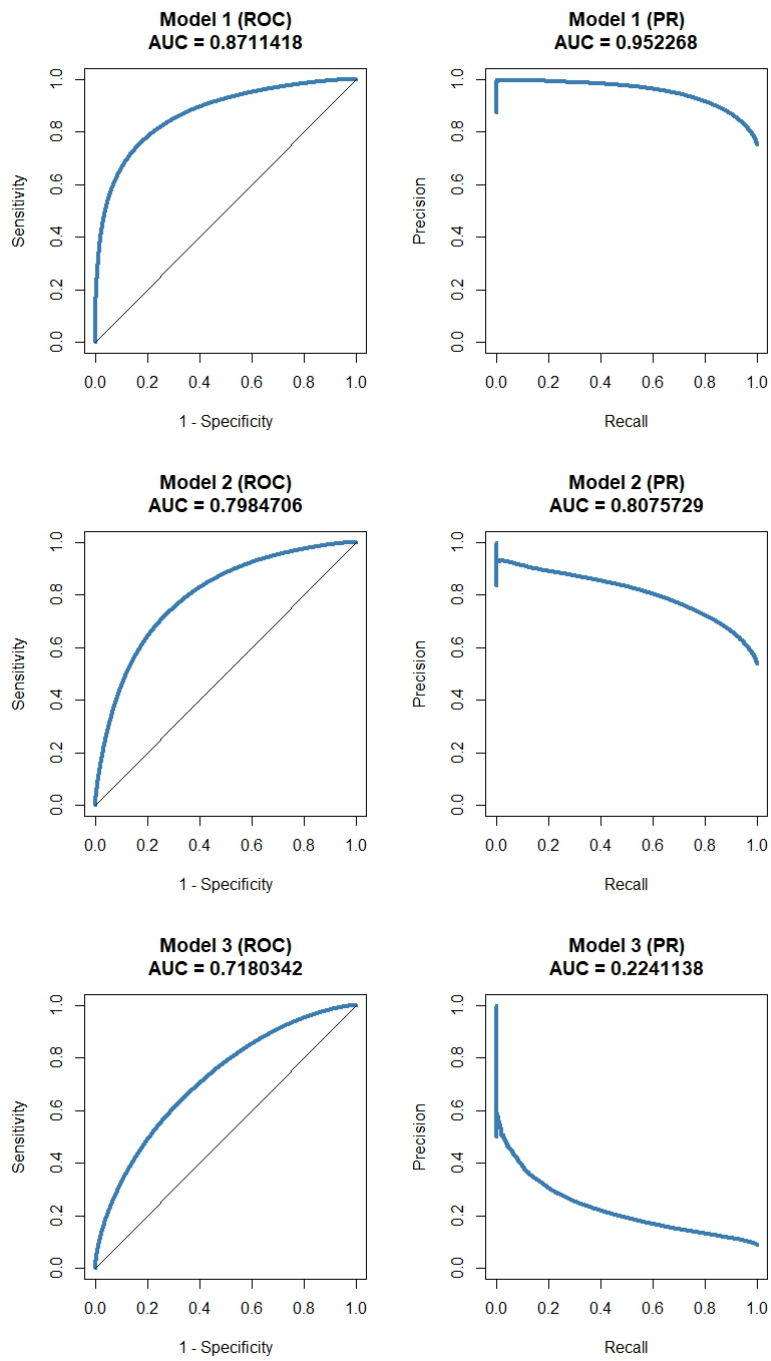 Model 1 (ROC)
AUC = 0.8711418
Sensitivity
1.0
0.8
0.6
0.4
0.2
0.0
0.0 0.2 0.4 0.6 0.8 1.0
1 - Specificity
Model 1 (PR)
AUC = 0.952268
Precision
1.0
0.8
0.6
0.4
0.2
0.0
0.0 0.2 0.4 0.6 0.8 1.0
Recall
Model 2 (ROC)
AUC = 0.7984706
Sensitivity
1.0
0.8
0.6
0.4
0.2
0.0
0.0 0.2 0.4 0.6 0.8 1.0
1 - Specificity
Model 2 (PR)
AUC = 0.8075729
Precision
1.0
0.8
0.6
0.4
0.2
0.0
0.0 0.2 0.4 0.6 0.8 1.0
Recall
Model 3 (ROC)
AUC = 0.7180342
Sensitivity
1.0
0.8
0.6
0.4
0.2
0.0
0.0 0.2 0.4 0.6 0.8 1.0
1 - Specificity
Model 3 (PR)
AUC = 0.2241138
Precision
1.0
0.8
0.6
0.4
0.2
0.0
0.0 0.2 0.4 0.6 0.8 1.0
Recall